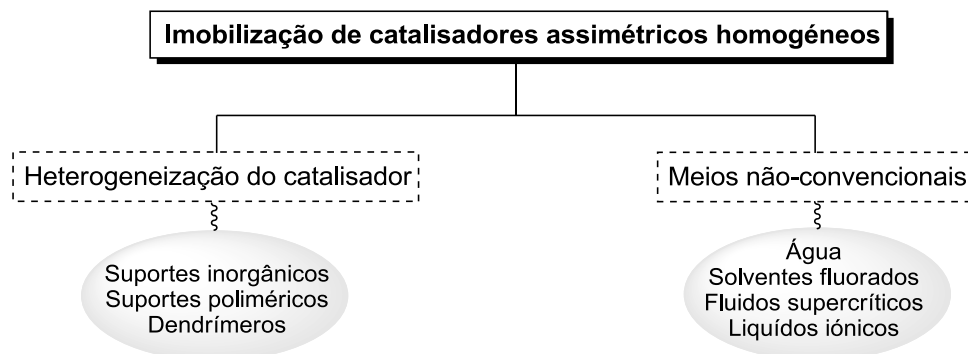 Imobilização de catalisadores assimétricos homogéneos
Heterogeneização do catalisador
Meios não-convencionais
Suportes inorgânicos
Suportes poliméricos
Dendrímeros
Água
Solventes fluorados
Fluidos supercríticos
Liquídos iónicos